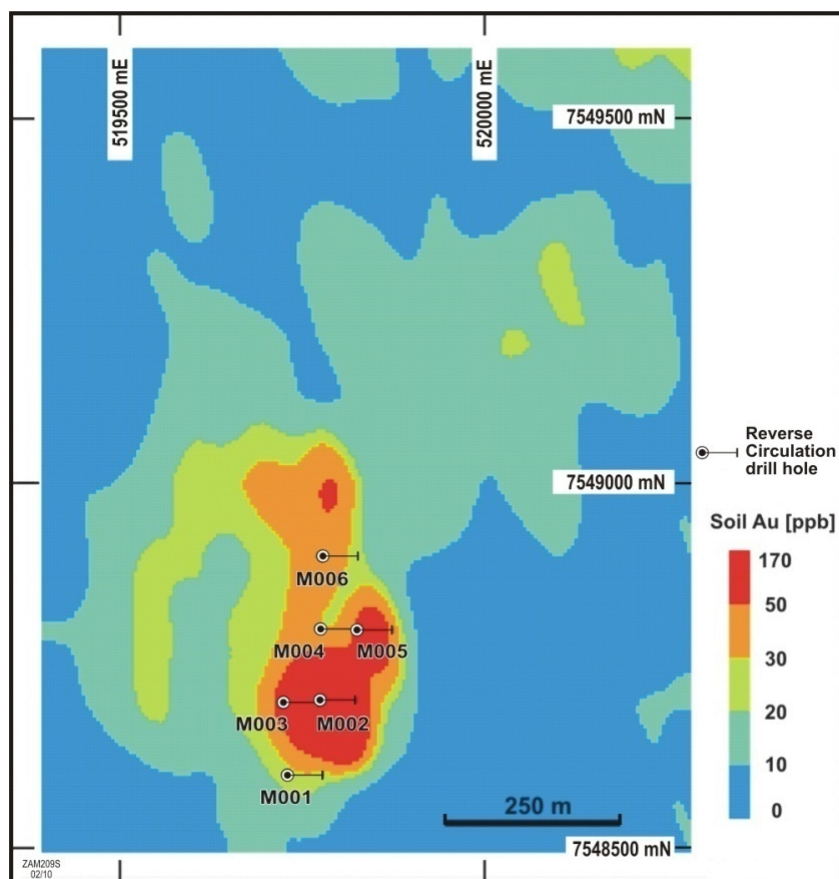 519500 mE
520000 mE
7549500 mN
Reverse
Circulation
drill hole
7549000 mN
Soil Au [ppb]
170
50
30
20
10
0
M006
M004
M005
M003
M002
M001
250 m
7548500 mN
ZAM209S
02/10